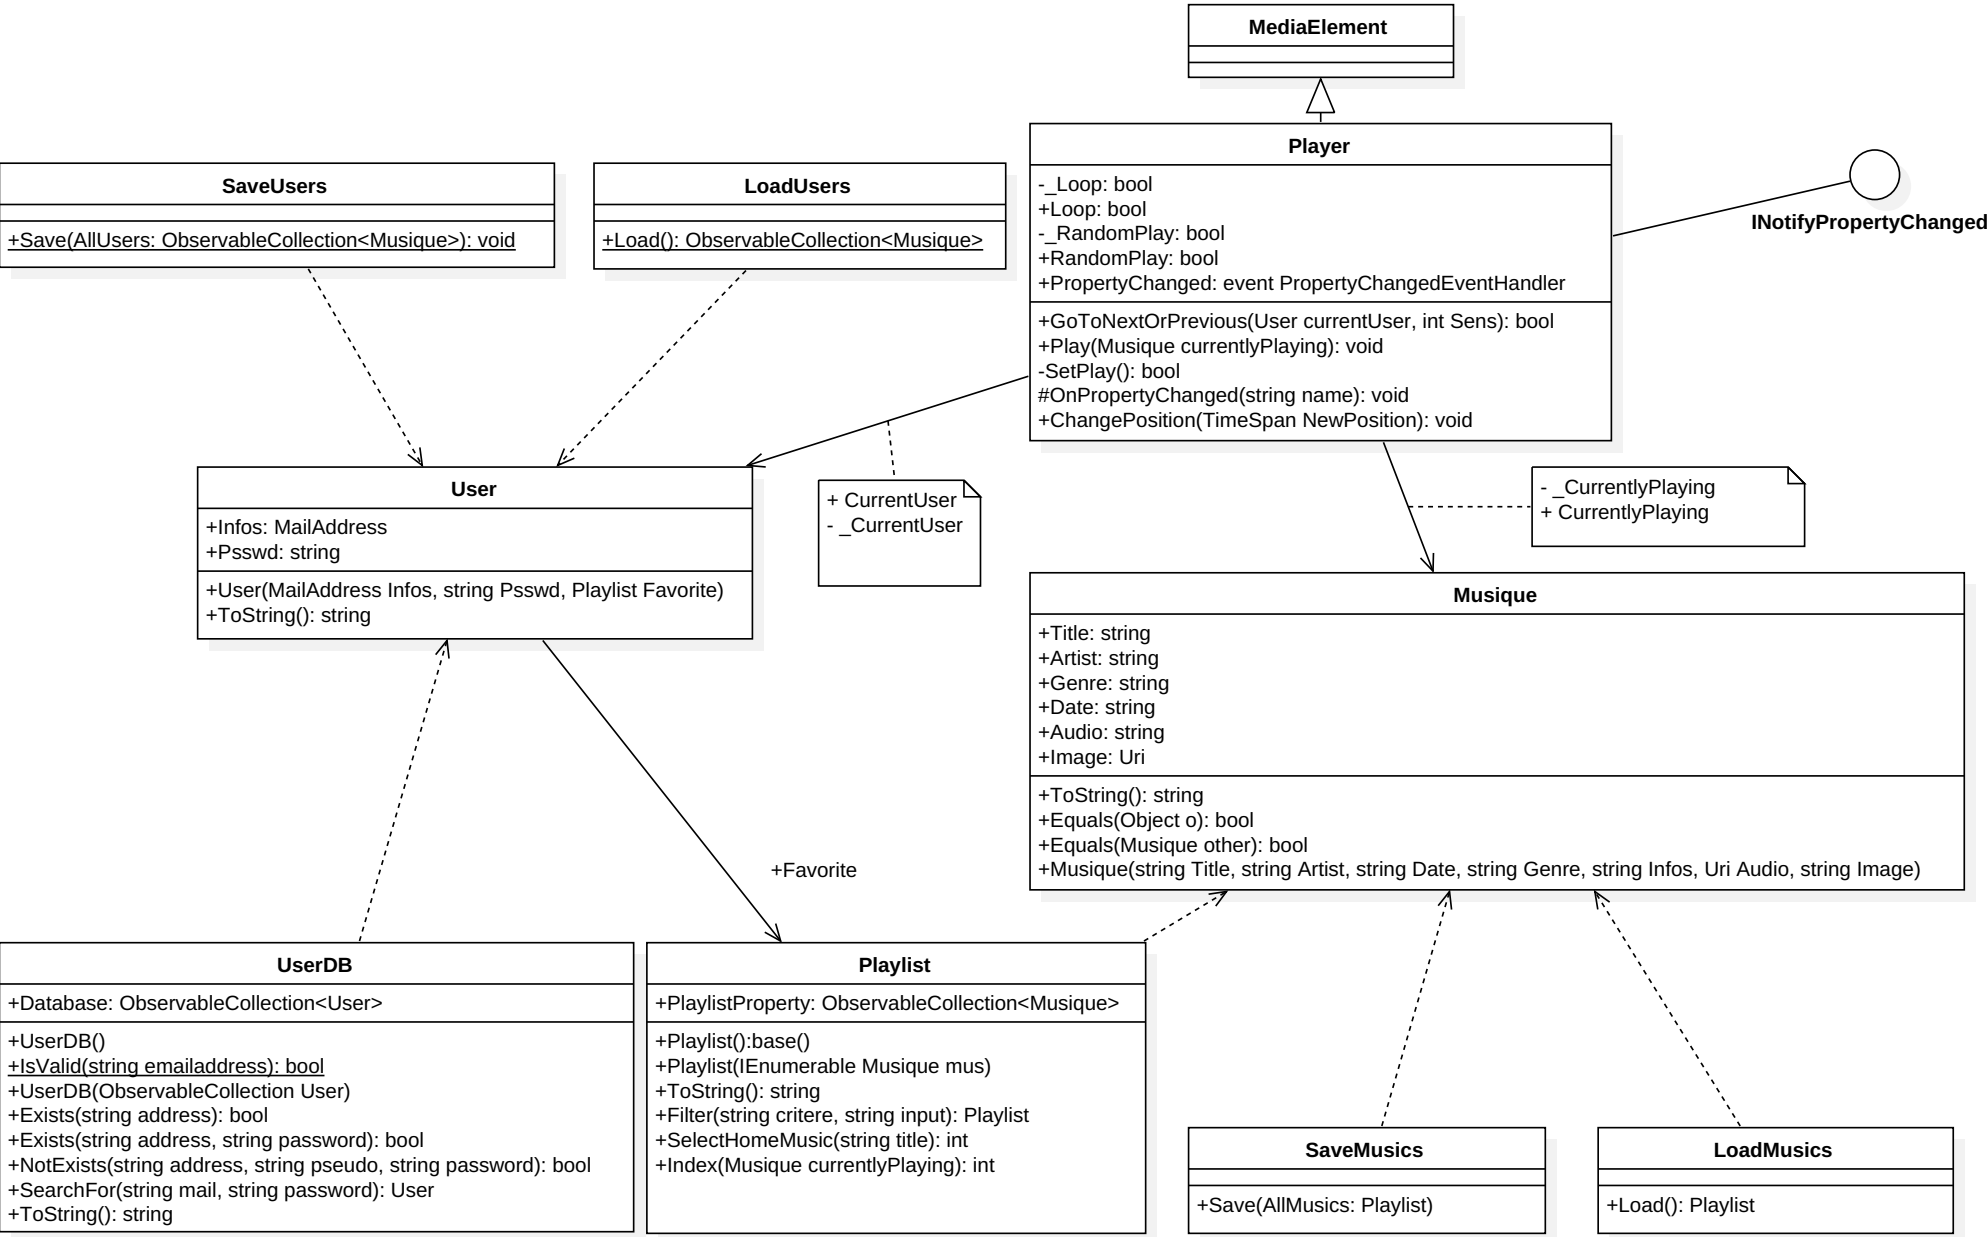 MediaElement
Player
-_Loop: bool
+Loop: bool
-_RandomPlay: bool
+RandomPlay: bool
+PropertyChanged: event PropertyChangedEventHandler
+GoToNextOrPrevious(User currentUser, int Sens): bool
+Play(Musique currentlyPlaying): void
-SetPlay(): bool
#OnPropertyChanged(string name): void
+ChangePosition(TimeSpan NewPosition): void
INotifyPropertyChanged
SaveUsers
+Save(AllUsers: ObservableCollection<Musique>): void
LoadUsers
+Load(): ObservableCollection<Musique>
User
+Infos: MailAddress
+Psswd: string
+User(MailAddress Infos, string Psswd, Playlist Favorite)
+ToString(): string
+ CurrentUser
- _CurrentUser
- _CurrentlyPlaying
+ CurrentlyPlaying
Musique
+Title: string
+Artist: string
+Genre: string
+Date: string
+Audio: string
+Image: Uri
+ToString(): string
+Equals(Object o): bool
+Equals(Musique other): bool
+Musique(string Title, string Artist, string Date, string Genre, string Infos, Uri Audio, string Image)
+Favorite
UserDB
+Database: ObservableCollection<User>
+UserDB()
+IsValid(string emailaddress): bool
+UserDB(ObservableCollection User)
+Exists(string address): bool
+Exists(string address, string password): bool
+NotExists(string address, string pseudo, string password): bool
+SearchFor(string mail, string password): User
+ToString(): string
Playlist
+PlaylistProperty: ObservableCollection<Musique>
+Playlist():base()
+Playlist(IEnumerable Musique mus)
+ToString(): string
+Filter(string critere, string input): Playlist
+SelectHomeMusic(string title): int
+Index(Musique currentlyPlaying): int
SaveMusics
+Save(AllMusics: Playlist)
LoadMusics
+Load(): Playlist